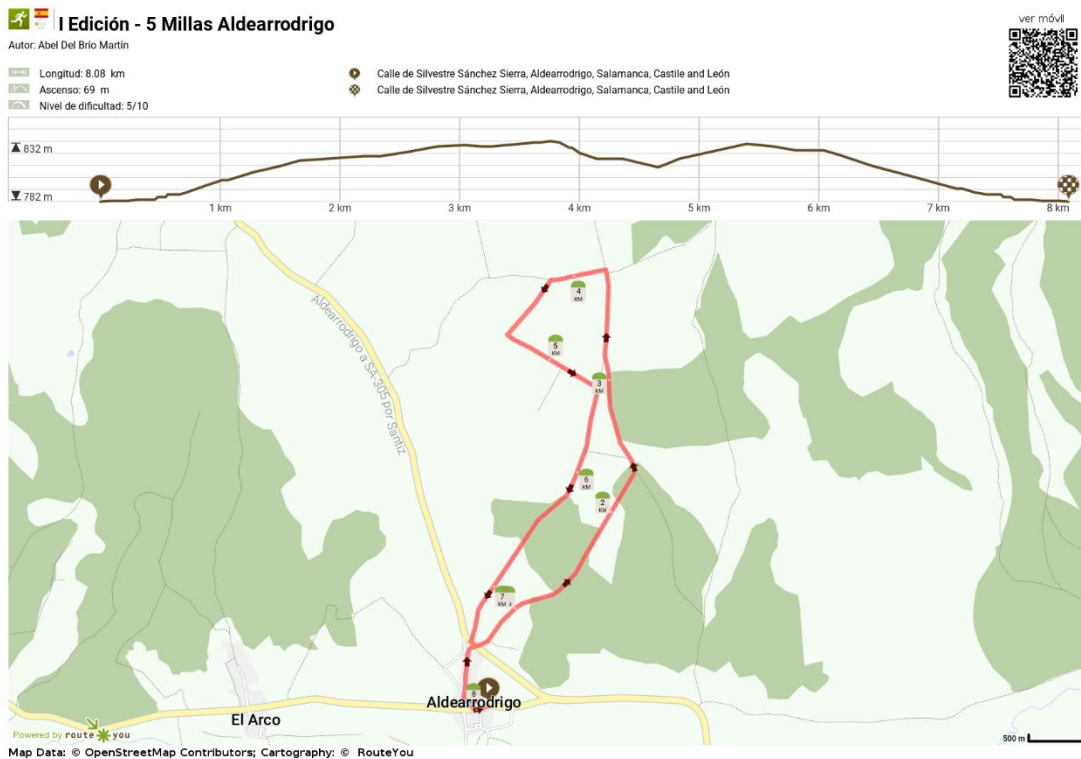 I Edición - 5 Millas Aldearrodrigo
ver móvil
Autor: Abel Del Brío Martín
Longitud: 8.08 km
Ascenso: 69 m
Nivel de dificultad: 5/10
Calle de Silvestre Sánchez Sierra, Aldearrodrigo, Salamanca, Castile and León
Calle de Silvestre Sánchez Sierra, Aldearrodrigo, Salamanca, Castile and León
832 m
782 m
1 km
2 km
3 km
4 km
5 km
6 km
7 km
8 km
4
KM
Aldearrodrigo a SA-305 por Santiz
5
KM
3
KM
6
KM
2
KM
7
KM
8
Aldearrodrigo
El Arco
Powered by route you
500 m
Map Data: © OpenStreetMap Contributors; Cartography: © RouteYou